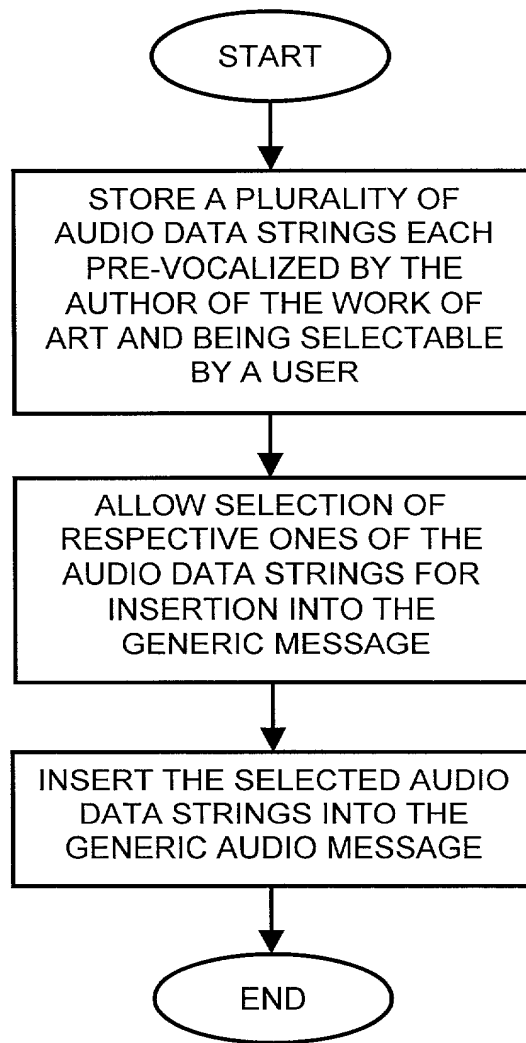 START
STORE A PLURALITY OF
AUDIO DATA STRINGS EACH
PRE-VOCALIZED BY THE
AUTHOR OF THE WORK OF
ART AND BEING SELECTABLE
BY A USER
ALLOW SELECTION OF
RESPECTIVE ONES OF THE
AUDIO DATA STRINGS FOR
INSERTION INTO THE
GENERIC MESSAGE
INSERT THE SELECTED AUDIO
DATA STRINGS INTO THE
GENERIC AUDIO MESSAGE
END